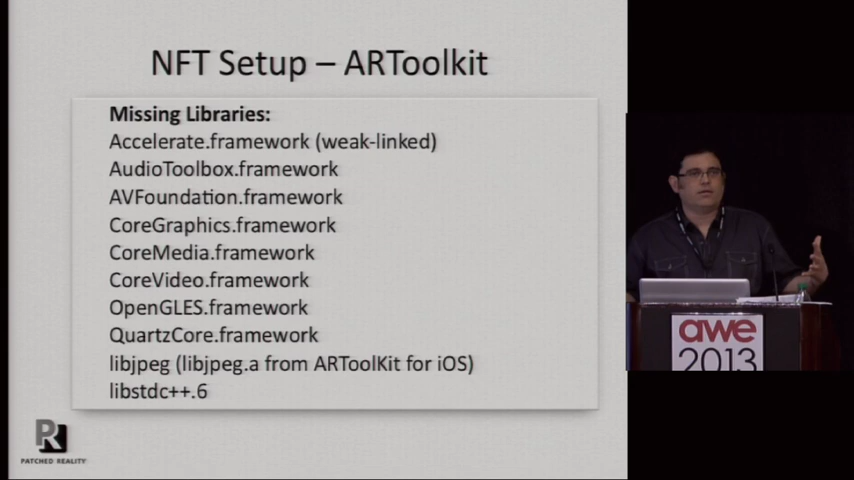 NFT Setup – ARToolkit
Missing Libraries:
Accelerate.framework (weak-linked)
AudioToolbox.framework
AVFoundation.framework
CoreGraphics.framework
CoreMedia.framework
CoreVideo.framework
OpenGLES.framework
QuartzCore.framework
libjpeg (libjpeg.a from ARToolKit for iOS)
libstdc++.6
PR
PATCHED REALITY
awe
2013